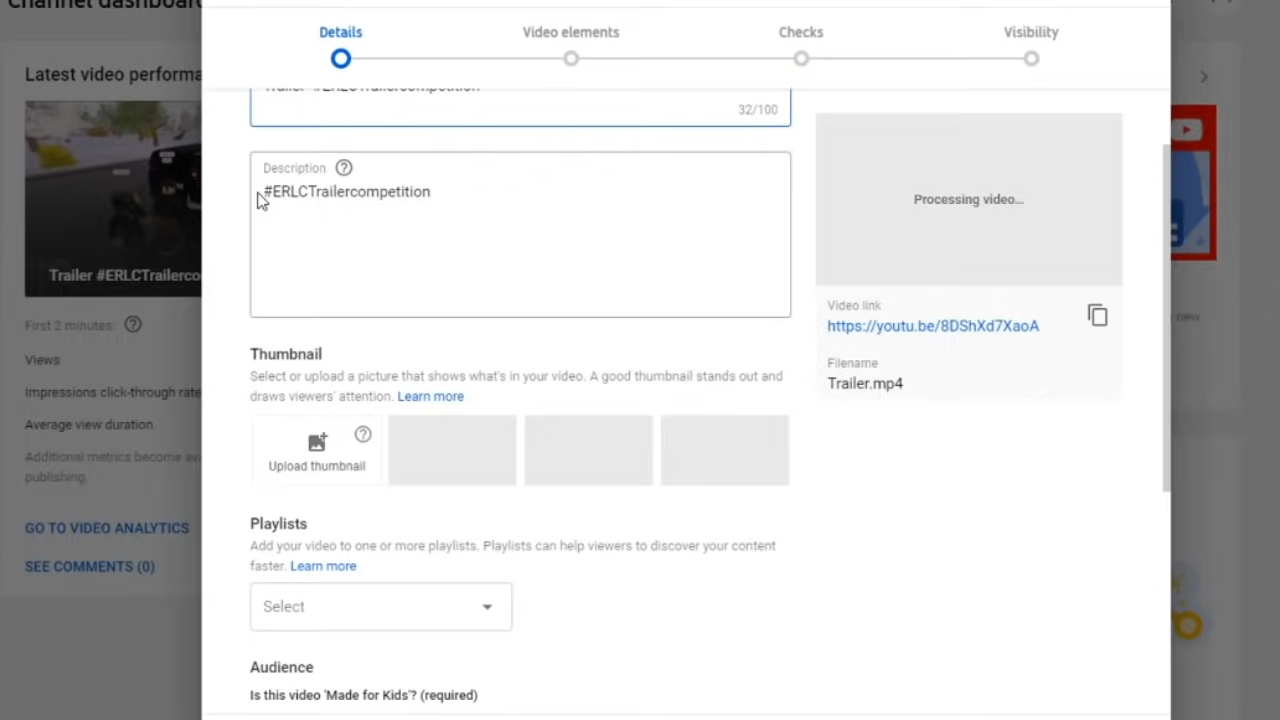 Channel dashboard
Details
Video elements
Checks
Visibility
Latest video performa
Trailer #ERLCTrailercompetition
32/100
Description
#ERLCTrailercompetition
Processing video...
Trailer #ERLCTrailerco
First 2 minutes:
Video link
https://youtu.be/8DShXd7XaoA
new
Views
Thumbnail
Filename
Select or upload a picture that shows what's in your video. A good thumbnail stands out and
draws viewers' attention. Learn more
Trailer.mp4
Impressions click-through rate
Average view duration
Additional metrics become av
publishing.
Upload thumbnail
GO TO VIDEO ANALYTICS
Playlists
Add your video to one or more playlists. Playlists can help viewers to discover your content
faster. Learn more
SEE COMMENTS (0)
Select
Audience
Is this video 'Made for Kids'? (required)